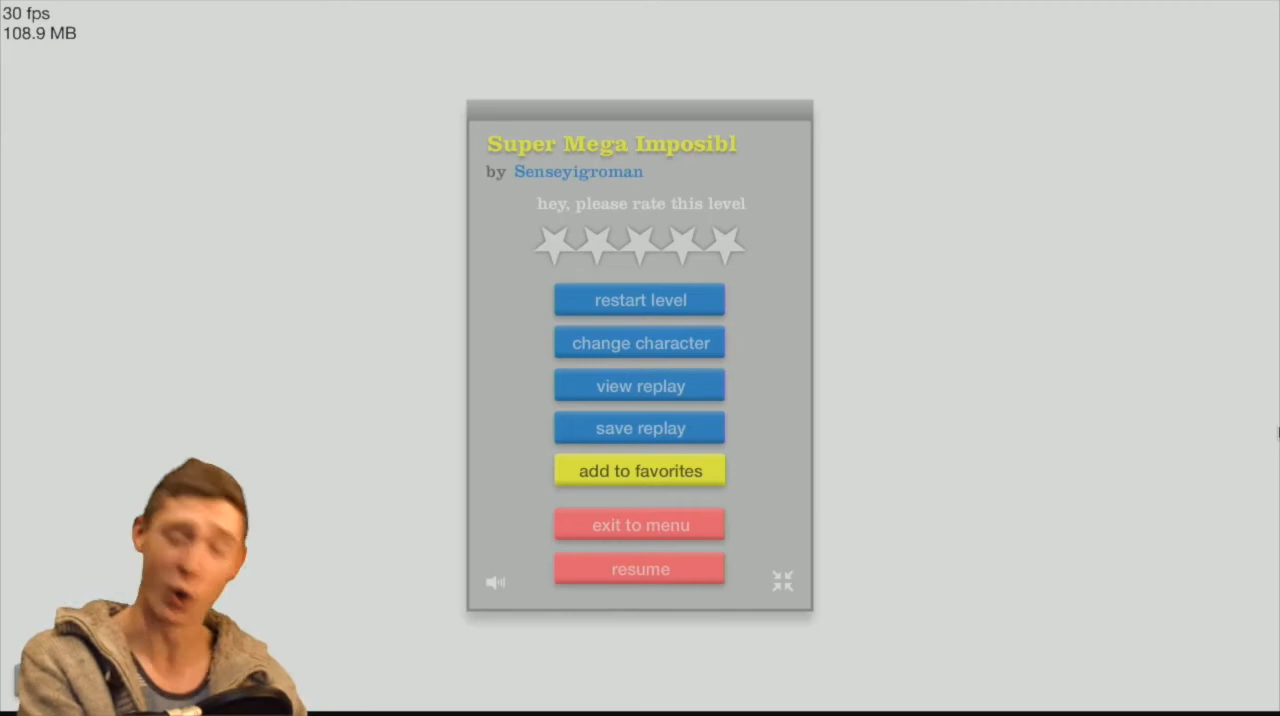 30 fps
108.9 MB
Super Mega Imposibl
by Senseyigroman
hey, please rate this level
restart level
change character
view replay
save replay
add to favorites
exit to menu
resume